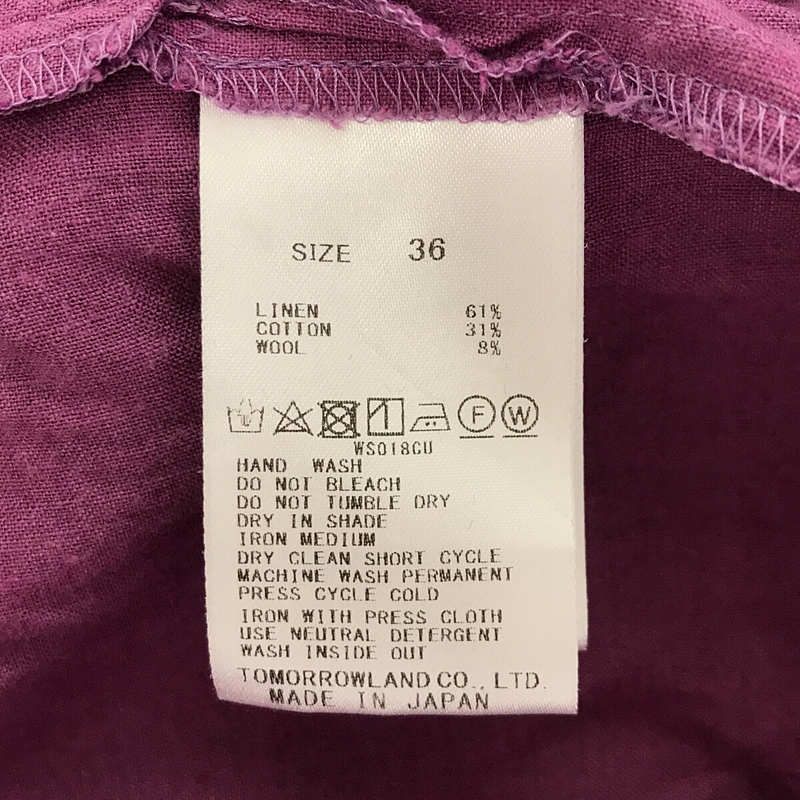 SIZE 36
LINEN 61%
COTTON 31%
WOOL 8%
F W
WS018CU
HAND WASH
DO NOT BLEACH
DO NOT TUMBLE DRY
DRY IN SHADE
IRON MEDIUM
DRY CLEAN SHORT CYCLE
MACHINE WASH PERMANENT
PRESS CYCLE COLD
IRON WITH PRESS CLOTH
USE NEUTRAL DETERGENT
WASH INSIDE OUT
TOMORROWLAND CO., LTD.
MADE IN JAPAN